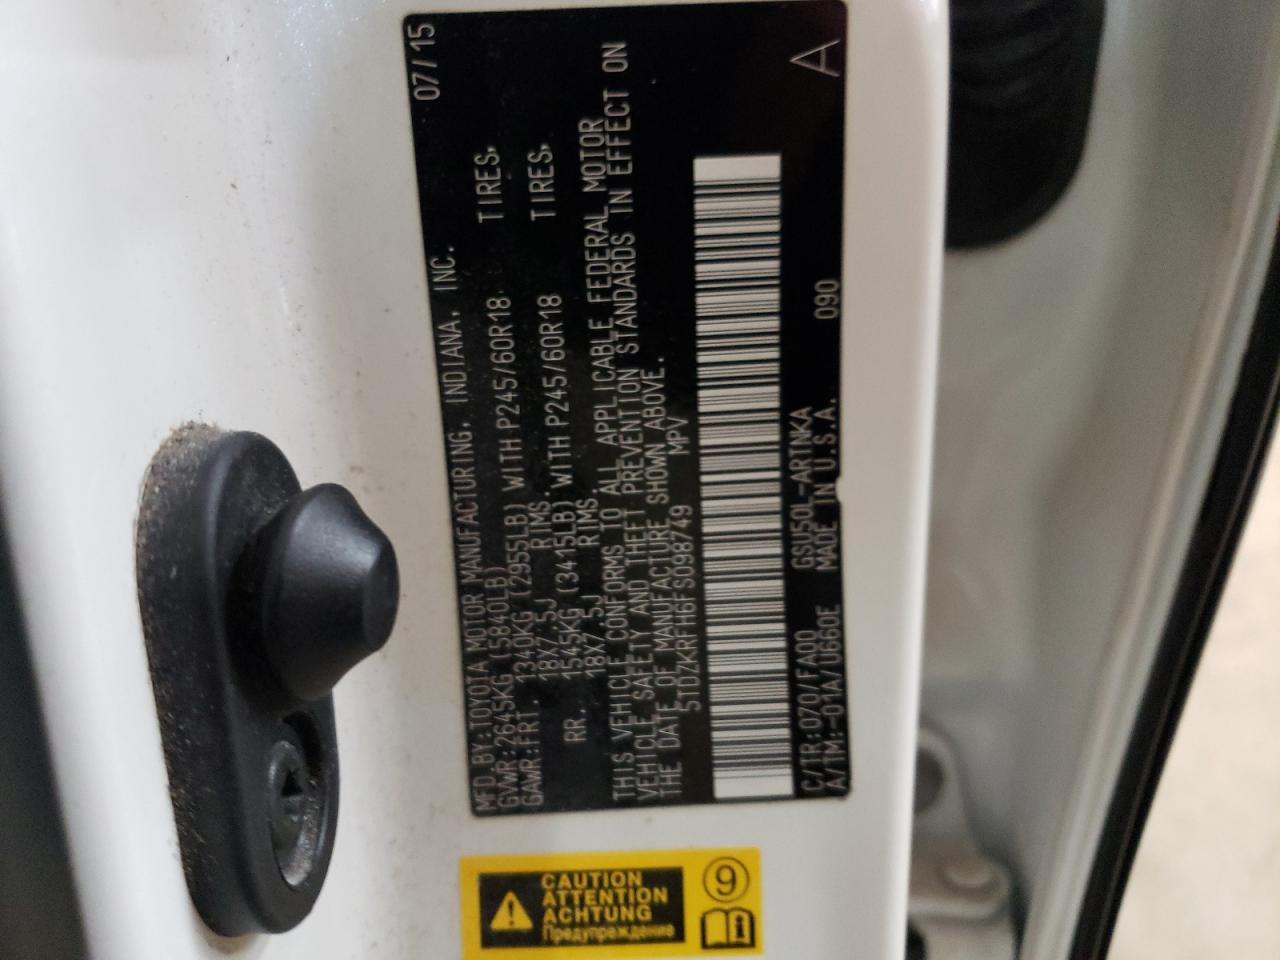 MFD.BY:TOYOTA MOTOR MANUFACTURING, INDIANA, INC. 07/15
GVWR:2645KG (5840LB)
GAWR:FRT. 1340KG (2955LB) WITH P245/60R18 TIRES,
18X7.5J RIMS.
RR. 1545KG (3415LB) WITH P245/60R18 TIRES,
18X7.5J RIMS.
THIS VEHICLE CONFORMS TO ALL APPLICABLE FEDERAL MOTOR
VEHICLE SAFETY AND THEFT PREVENTION STANDARDS IN EFFECT ON
THE DATE OF MANUFACTURE SHOWN ABOVE.
5TDZKRFH6FS098749 MPV
A
C/TR:070/FA00 GSU50L-ARTNKA 090
A/TM:-01A/U660E MADE IN U.S.A.
CAUTION
ATTENTION
ACHTUNG
Предупреждение
9
i